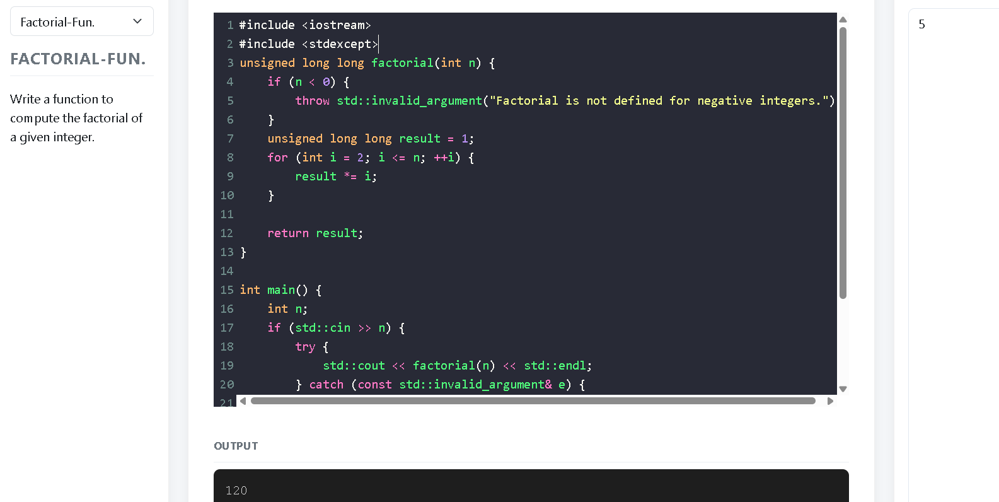 Factorial-Fun.
FACTORIAL-FUN.
Write a function to
compute the factorial of
a given integer.
1 #include <iostream>
2 #include <stdexcept>
3 unsigned long long factorial(int n) {
4     if (n < 0) {
5         throw std::invalid_argument("Factorial is not defined for negative integers.")
6     }
7     unsigned long long result = 1;
8     for (int i = 2; i <= n; ++i) {
9         result *= i;
10     }
11
12     return result;
13 }
14
15 int main() {
16     int n;
17     if (std::cin >> n) {
18         try {
19             std::cout << factorial(n) << std::endl;
20         } catch (const std::invalid_argument& e) {
21
OUTPUT
120
5